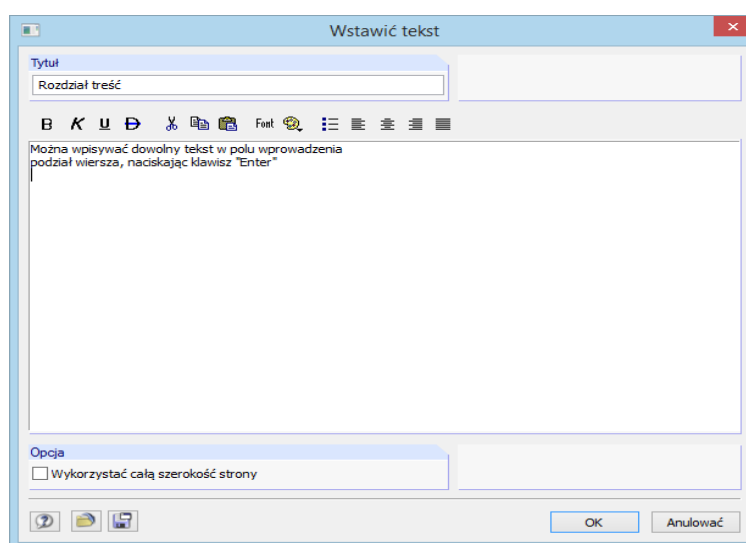 Wstawić tekst
Tytuł
Rozdział treść
B K U D Font
Można wpisywać dowolny tekst w polu wprowadzenia
podział wiersza, naciskając klawisz "Enter"
Opcja
Wykorzystać całą szerokość strony
OK Anulować